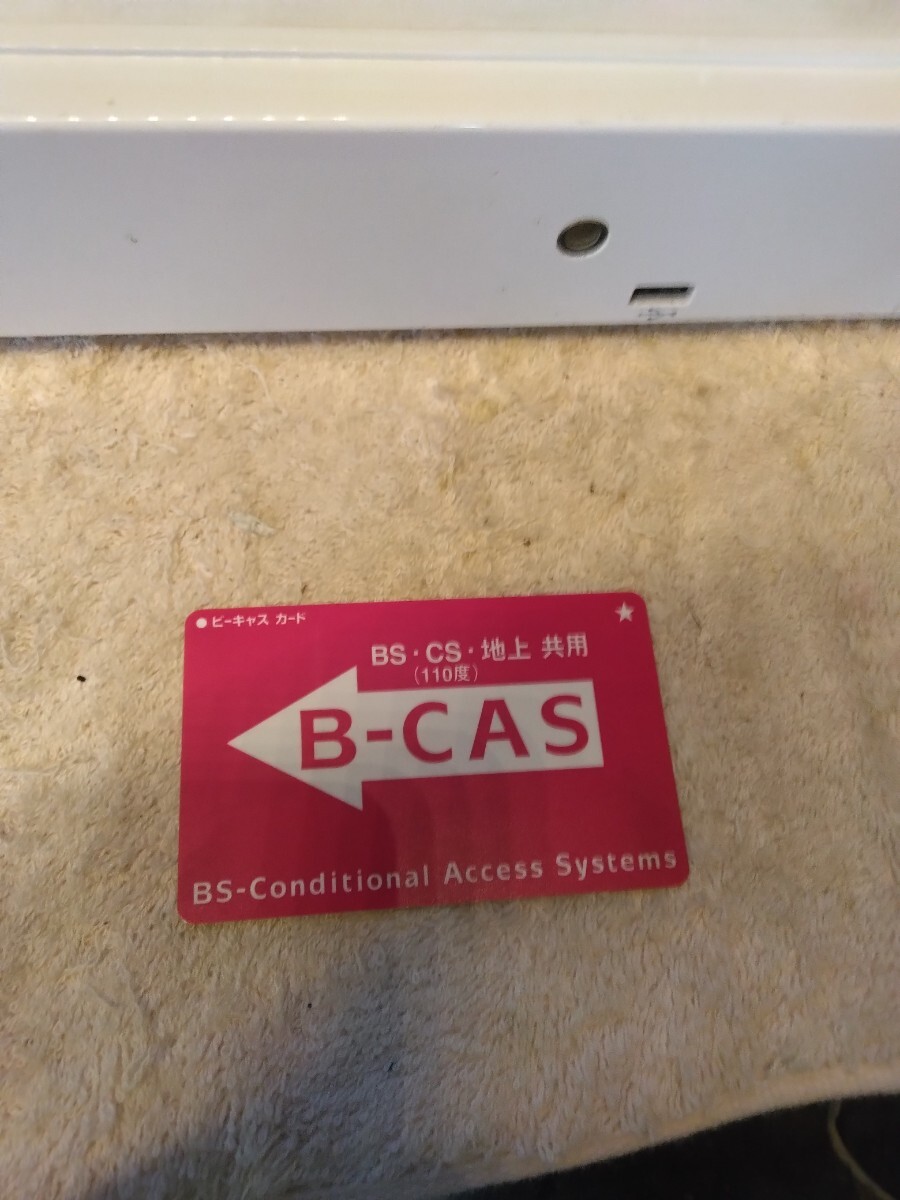 ● ビーキャス カード
★
BS・CS・地上 共用
(110度)
B-CAS
BS-Conditional Access Systems